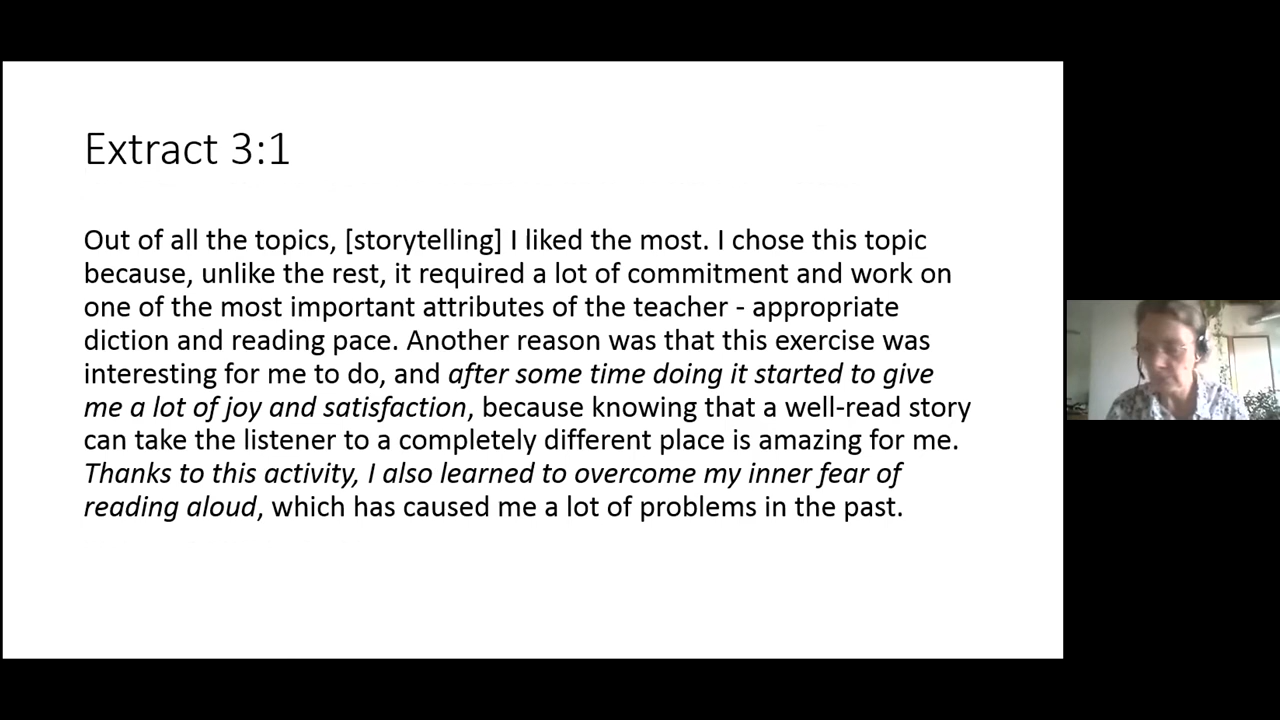 Extract 3:1
Out of all the topics, [storytelling] I liked the most. I chose this topic
because, unlike the rest, it required a lot of commitment and work on
one of the most important attributes of the teacher - appropriate
diction and reading pace. Another reason was that this exercise was
interesting for me to do, and after some time doing it started to give
me a lot of joy and satisfaction, because knowing that a well-read story
can take the listener to a completely different place is amazing for me.
Thanks to this activity, I also learned to overcome my inner fear of
reading aloud, which has caused me a lot of problems in the past.